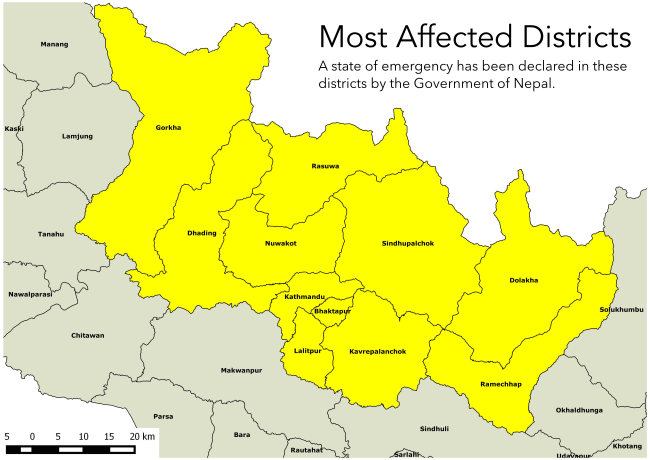 Most Affected Districts
A state of emergency has been declared in these
districts by the Government of Nepal.
Manang
Kaski
Lamjung
Gorkha
Rasuwa
Tanahu
Dhading
Nuwakot
Sindhupalchok
Dolakha
Nawalparasi
Kathmandu
Bhaktapur
Solukhumbu
Chitawan
Lalitpur
Kavrepalanchok
Makwanpur
Ramechhap
Parsa
Okhaldhunga
Bara
Sindhuli
Rautahat
Sarlahi
Khotang
Udayapur
5 0 5 10 15 20 km